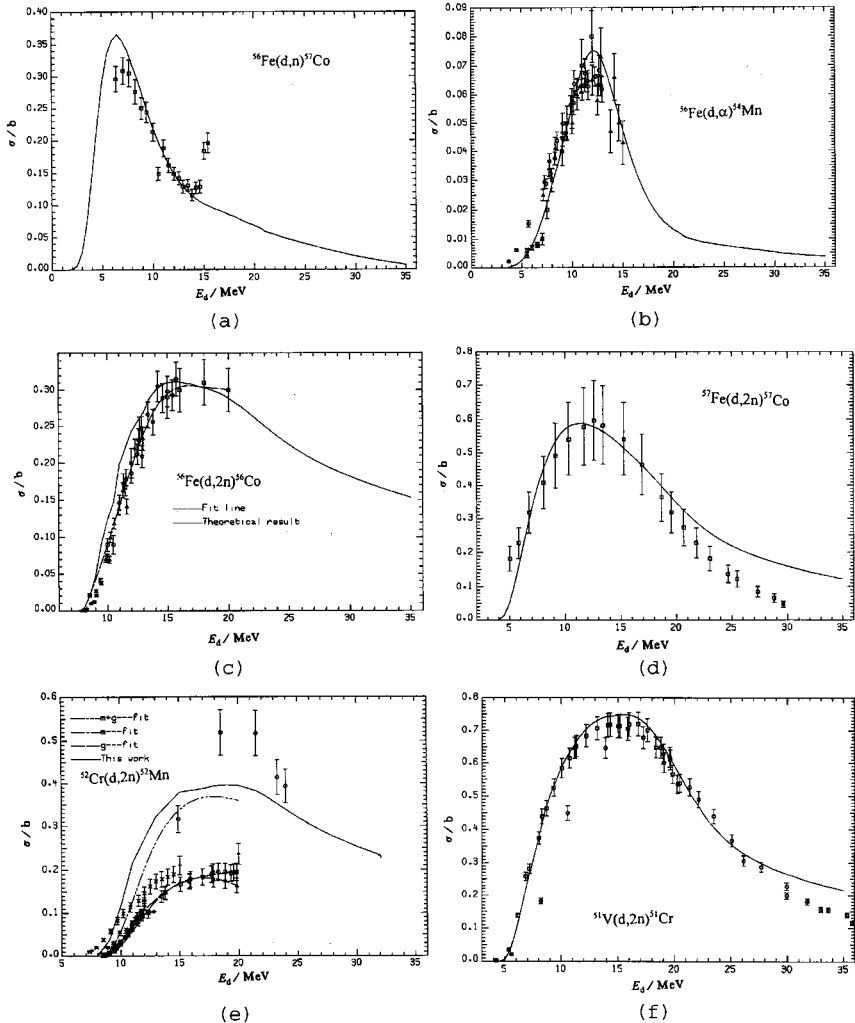 0.40
0.35
0.30
0.25
0.20
0.15
0.10
0.05
0.00
σ / b
⁵⁶Fe(d,n)⁵⁷Co
0 5 10 15 20 25 30 35
E_d / MeV
(a)
0.09
0.08
0.07
0.06
0.05
0.04
0.03
0.02
0.01
0.00
σ / b
⁵⁶Fe(d,α)⁵⁴Mn
0 5 10 15 20 25 30 35
E_d / MeV
(b)
0.30
0.25
0.20
0.15
0.10
0.05
0.00
σ / b
⁵⁶Fe(d,2n)⁵⁶Co
Fit line
Theoretical result
10 15 20 25 30 35
E_d / MeV
(c)
0.8
0.7
0.6
0.5
0.4
0.3
0.2
0.1
0.0
σ / b
⁵⁷Fe(d,2n)⁵⁷Co
5 10 15 20 25 30 35
E_d / MeV
(d)
0.6
0.5
0.4
0.3
0.2
0.1
0.0
σ / b
m+g---fit
m---fit
g---fit
This work
⁵²Cr(d,2n)⁵²Mn
5 10 15 20 25 30 35
E_d / MeV
(e)
0.8
0.7
0.6
0.5
0.4
0.3
0.2
0.1
0.0
σ / b
⁵¹V(d,2n)⁵¹Cr
5 10 15 20 25 30 35
E_d / MeV
(f)